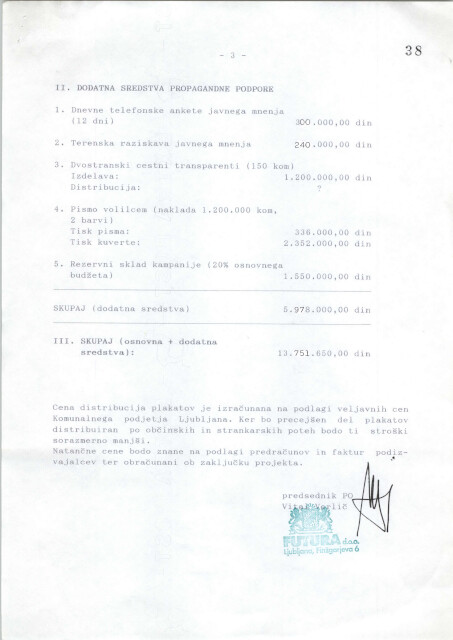 - 3 -
38
II. DODATNA SREDSTVA PROPAGANDNE PODPORE
1. Dnevne telefonske ankete javnega mnenja
(12 dni) 300.000,00 din
2. Terenska raziskava javnega mnenja 240.000,00 din
3. Dvostranski cestni transparenti (150 kom)
Izdelava: 1.200.000,00 din
Distribucija: ?
4. Pismo volilcem (naklada 1.200.000 kom,
2 barvi)
Tisk pisma: 336.000,00 din
Tisk kuverte: 2.352.000,00 din
5. Rezervni sklad kampanije (20% osnovnega
budžeta) 1.550.000,00 din
SKUPAJ (dodatna sredstva) 5.978.000,00 din
III. SKUPAJ (osnovna + dodatna
sredstva): 13.751.650,00 din
Cena distribucija plakatov je izračunana na podlagi veljavnih cen
Komunalnega podjetja Ljubljana. Ker bo precejšen del plakatov
distribuiran po občinskih in strankarskih poteh bodo ti stroški
sorazmerno manjši.
Natančne cene bodo znane na podlagi predračunov in faktur podiz-
vajalcev ter obračunani ob zaključku projekta.
predsednik PO
Vital Verlič
FUTURA d.o.o.
Ljubljana, Finžgarjeva 6